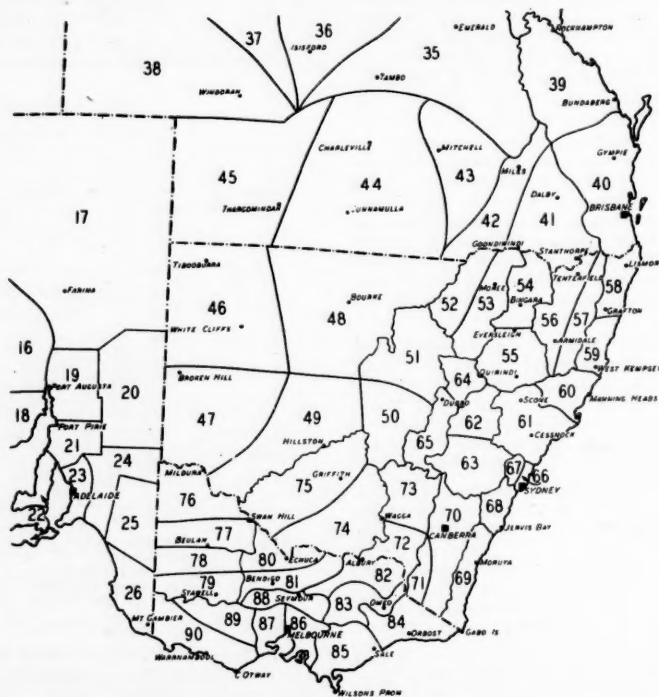 36
EMERALD
ROCKHAMPTON
37
ISISFORD
35
38
TAMBO
WINDORAH
39
BUNDABERG
CHARLEVILLE
MITCHELL
GYMPIE
45
44
43
MILES
40
DALBY
17
THARGOMINDAH
CUNNAMULLA
BRISBANE
42
41
GOONDIWINDI
STANTHORPE
LISMORE
TIBOOBURRA
FARINA
MOREE
54
TENTERFIELD
58
46
BOURKE
52
53
BINGARA
48
56
57
GRAFTON
WHITE CLIFFS
EVERSLEIGH
16
51
55
ARMIDALE
19
20
BROKEN HILL
64
QUIRINDI
59
WEST KEMPSEY
PORT AUGUSTA
DUBBO
SCONE
60
MANNING HEADS
18
47
49
50
62
61
PORT PIRIE
HILLSTON
65
CESSNOCK
21
24
63
MILDURA
75
GRIFFITH
67
66
23
ADELAIDE
76
73
SYDNEY
22
25
SWAN HILL
74
WAGGA
70
68
BEULAH
77
CANBERRA
JERVIS BAY
78
80
ECHUCA
ALBURY
72
MORUYA
79
BENDIGO
81
82
71
69
26
STAWELL
88
SEYMOUR
OMEO
MT GAMBIER
89
87
86
83
84
90
MELBOURNE
ORBOST
GABO IS
WARRNAMBOOL
85
SALE
C OTWAY
WILSONS PROM